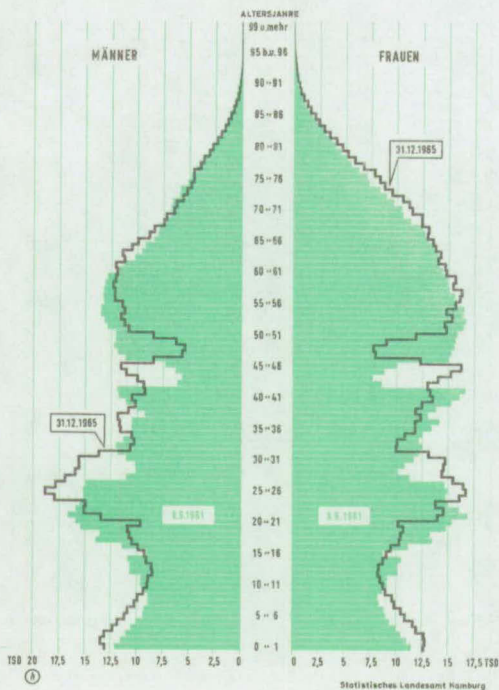 ALTERSJAHRE
99 u.mehr
MÄNNER
95 b.u. 96
FRAUEN
90 -- 91
85 -- 86
80 -- 81
31.12.1965
75 -- 76
70 -- 71
65 -- 66
60 -- 61
55 -- 56
50 -- 51
45 -- 46
40 -- 41
31.12.1965
35 -- 36
30 -- 31
25 -- 26
6.6.1961
20 -- 21
6.6.1961
15 -- 16
10 -- 11
5 -- 6
0 -- 1
TSD 20 17,5 15 12,5 10 7,5 5 2,5 0 0 2,5 5 7,5 10 12,5 15 17,5 TSD
Statistisches Landesamt Hamburg